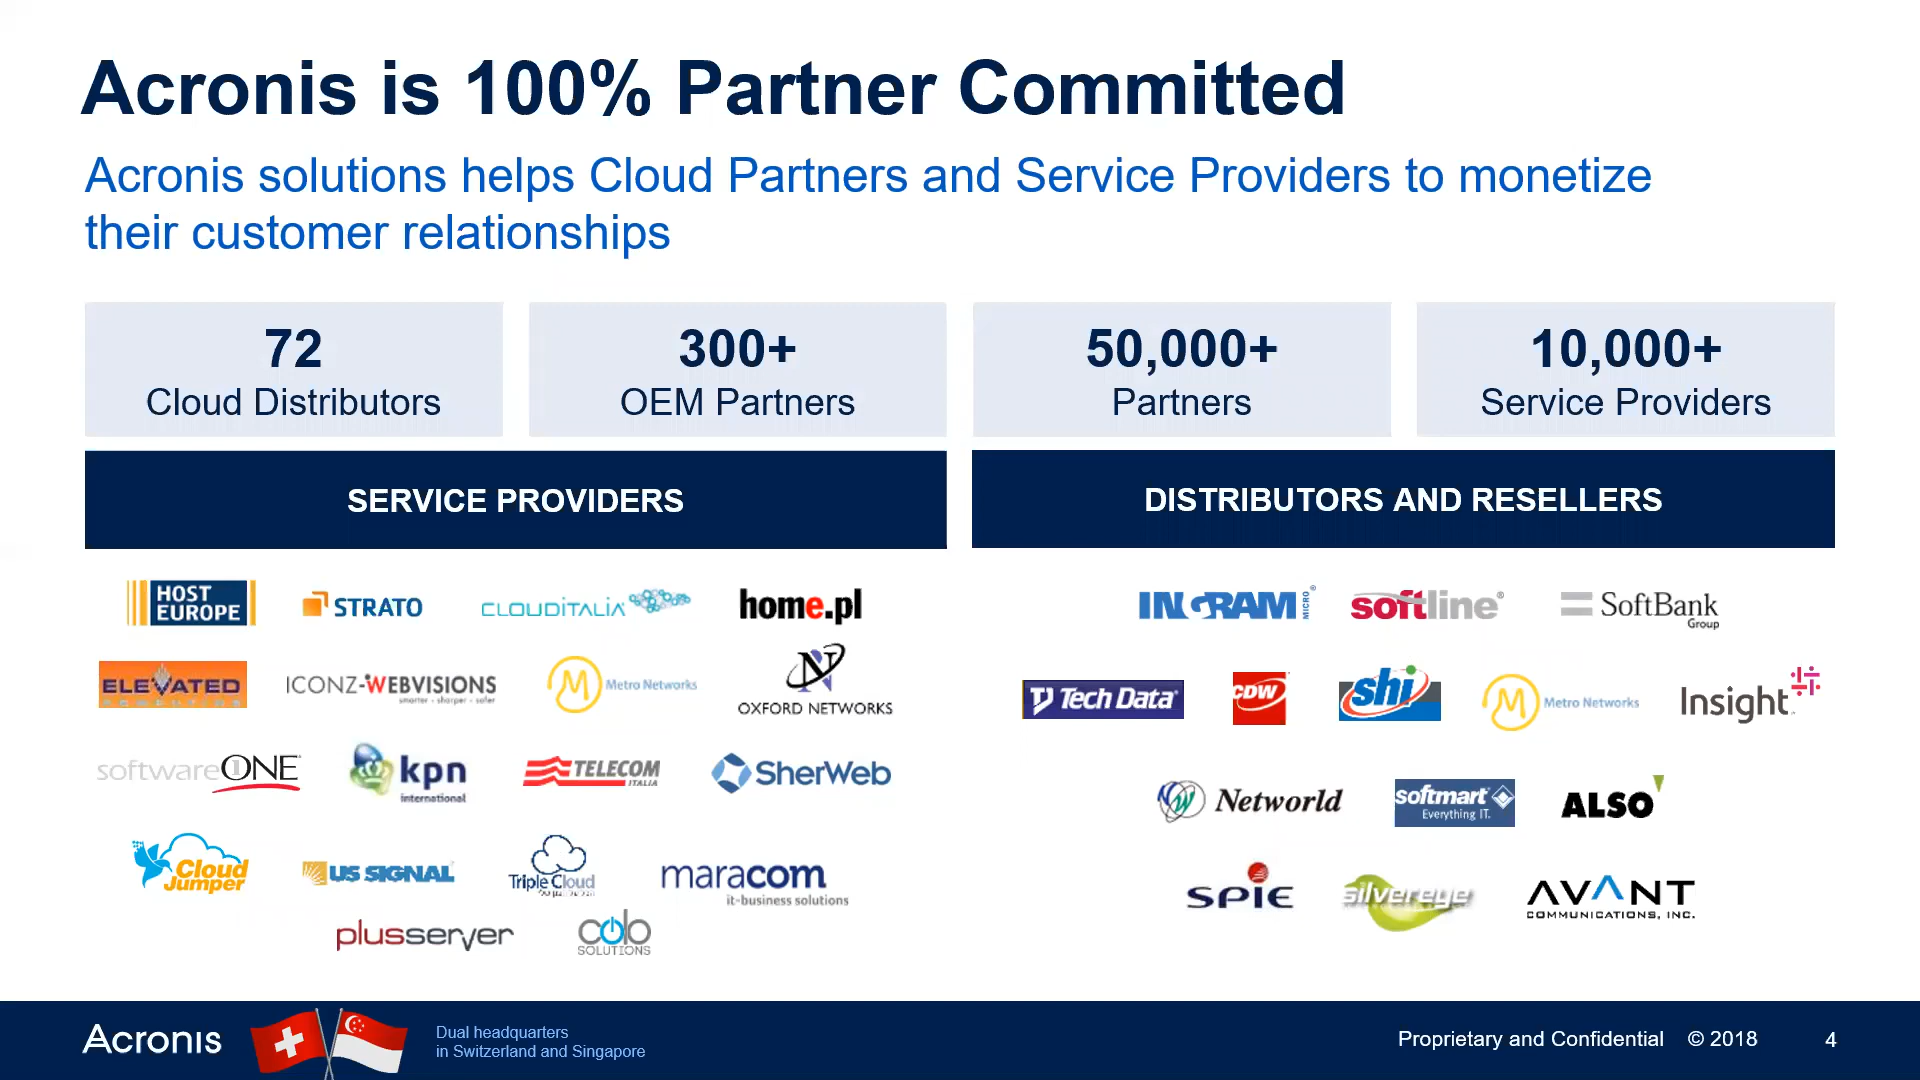 Acronis is 100% Partner Committed
Acronis solutions helps Cloud Partners and Service Providers to monetize
their customer relationships
72
Cloud Distributors
300+
OEM Partners
50,000+
Partners
10,000+
Service Providers
SERVICE PROVIDERS
DISTRIBUTORS AND RESELLERS
HOST
EUROPE
STRATO
CLOUDITALIA
home.pl
ELEVATED
ICONZ-WEBVISIONS
smarter - sharper - safer
M Metro Networks
N
OXFORD NETWORKS
softwareONE
kpn
international
TELECOM
ITALIA
SherWeb
Cloud
Jumper
US SIGNAL
Triple Cloud
maracom
it-business solutions
plusserver
colo
SOLUTIONS
INGRAM MICRO®
softline®
SoftBank
Group
Tech Data®
CDW
shi
M Metro Networks
Insight
Networld
softmart
Everything IT.
ALSO
SPIE
silvereye
AVANT
COMMUNICATIONS, INC.
Acronis
Dual headquarters
in Switzerland and Singapore
Proprietary and Confidential © 2018 4